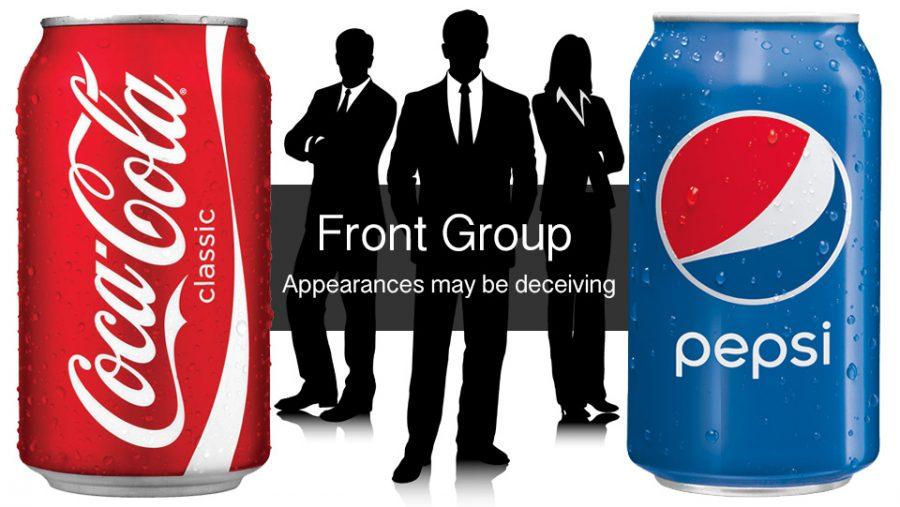 Coca-Cola®
classic
Front Group
Appearances may be deceiving
pepsi